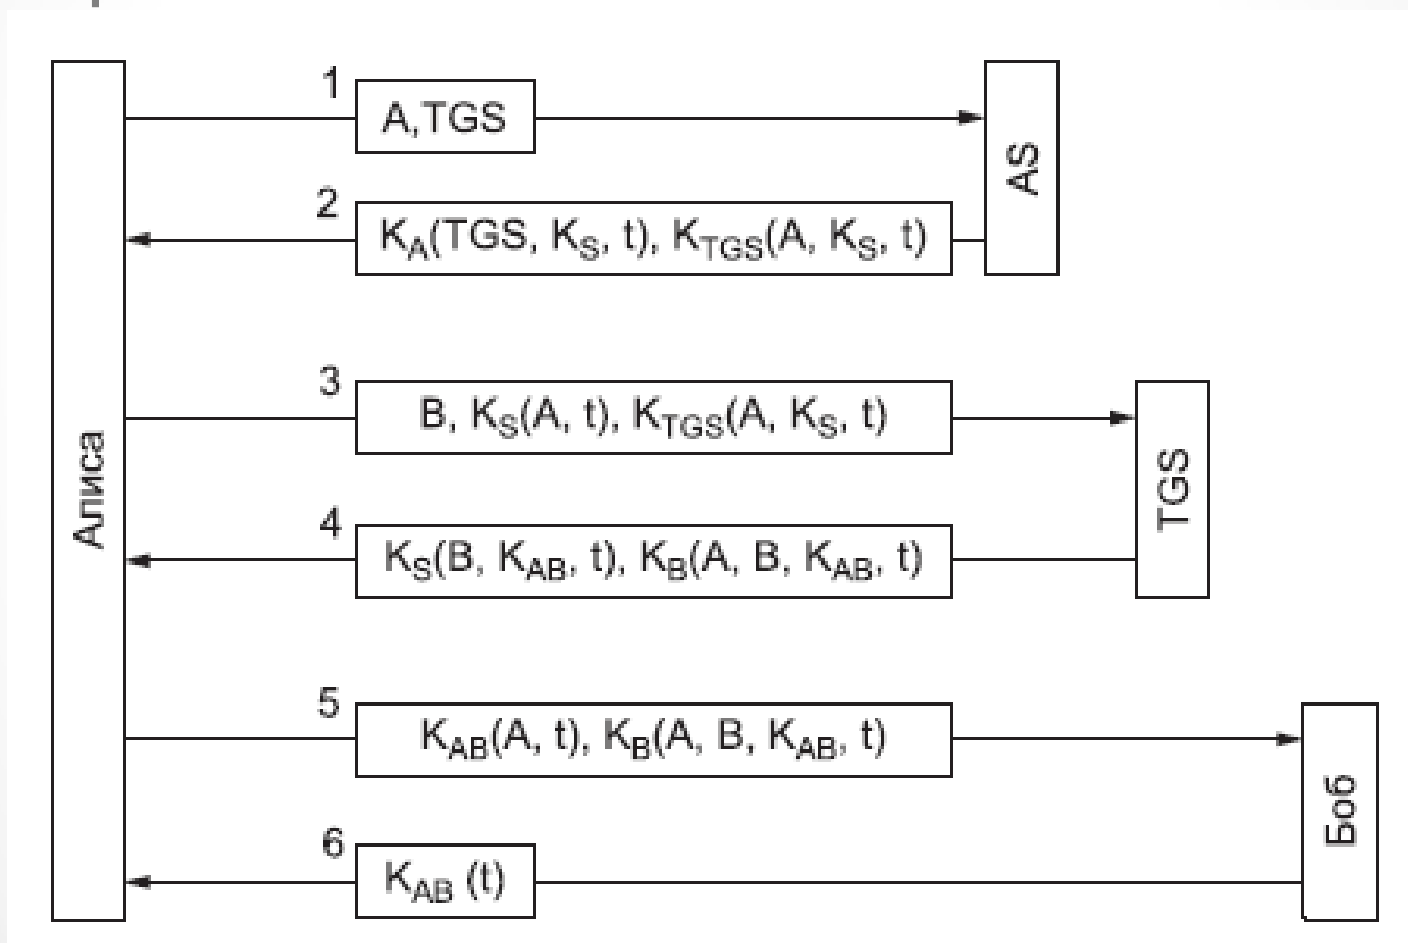 1
A,TGS
AS
2
K_A(TGS, K_S, t), K_TGS(A, K_S, t)
3
B, K_S(A, t), K_TGS(A, K_S, t)
Алиса
TGS
4
K_S(B, K_AB, t), K_B(A, B, K_AB, t)
5
K_AB(A, t), K_B(A, B, K_AB, t)
Боб
6
K_AB (t)